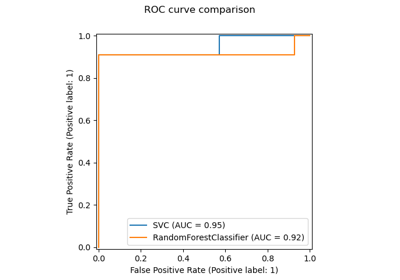 ROC curve comparison
1.0
0.8
0.6
0.4
0.2
0.0
True Positive Rate (Positive label: 1)
SVC (AUC = 0.95)
RandomForestClassifier (AUC = 0.92)
0.0 0.2 0.4 0.6 0.8 1.0
False Positive Rate (Positive label: 1)